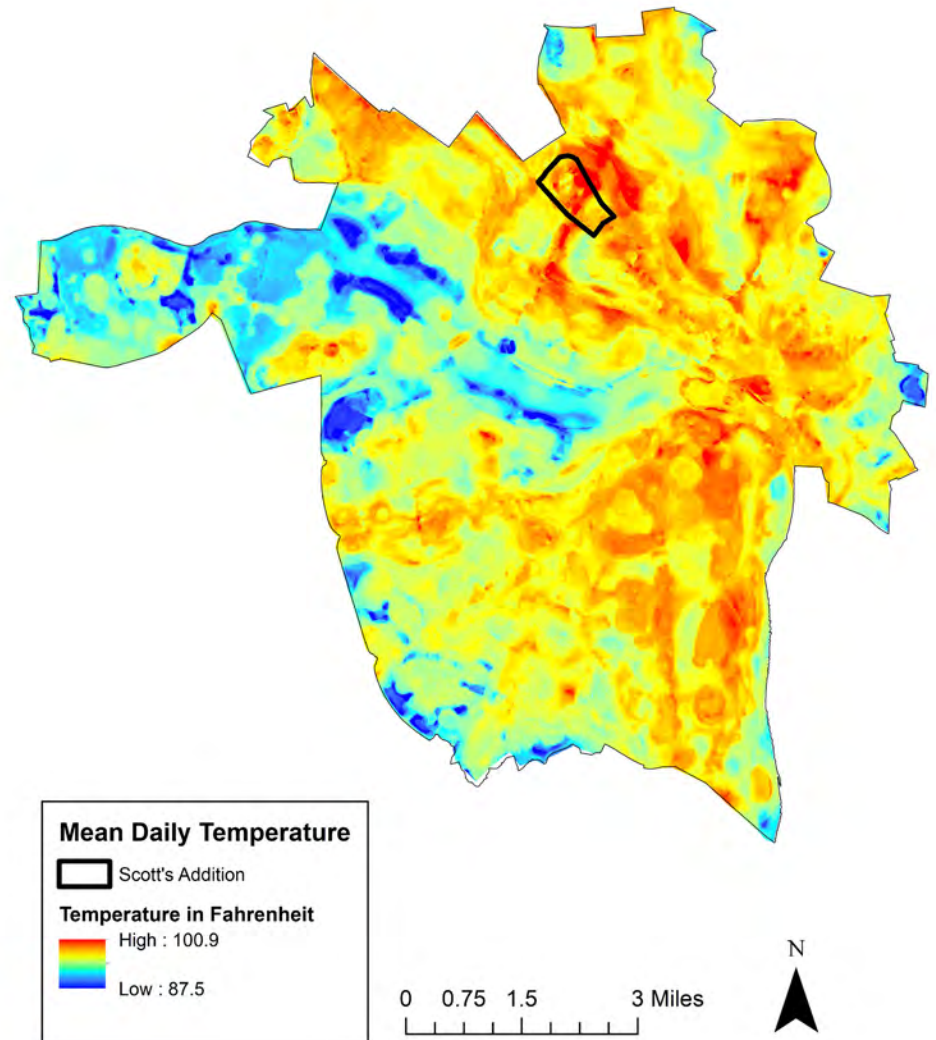 Mean Daily Temperature
Scott's Addition
Temperature in Fahrenheit
High : 100.9
Low : 87.5
0 0.75 1.5 3 Miles
N